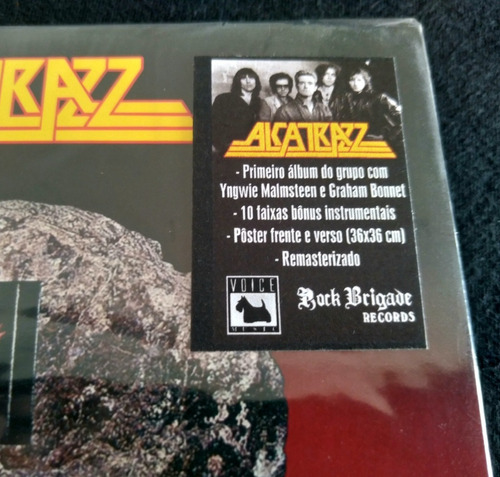 TRAZZ
ALCATRAZZ
- Primeiro álbum do grupo com
Yngwie Malmsteen e Graham Bonnet
- 10 faixas bônus instrumentais
- Pôster frente e verso (36x36 cm)
- Remasterizado
VOICE
MUSIC
Rock Brigade
RECORDS